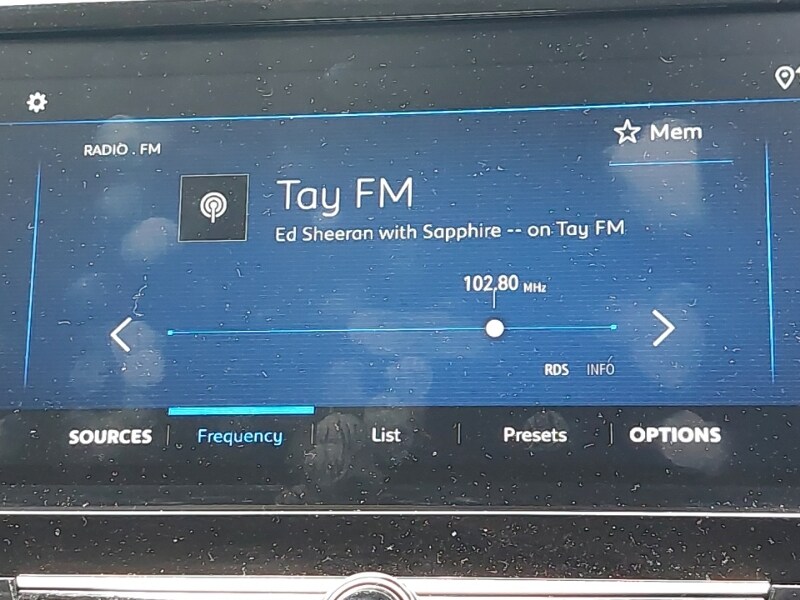 RADIO . FM
Mem
Tay FM
Ed Sheeran with Sapphire -- on Tay FM
102,80 MHz
RDS INFO
SOURCES Frequency List Presets OPTIONS